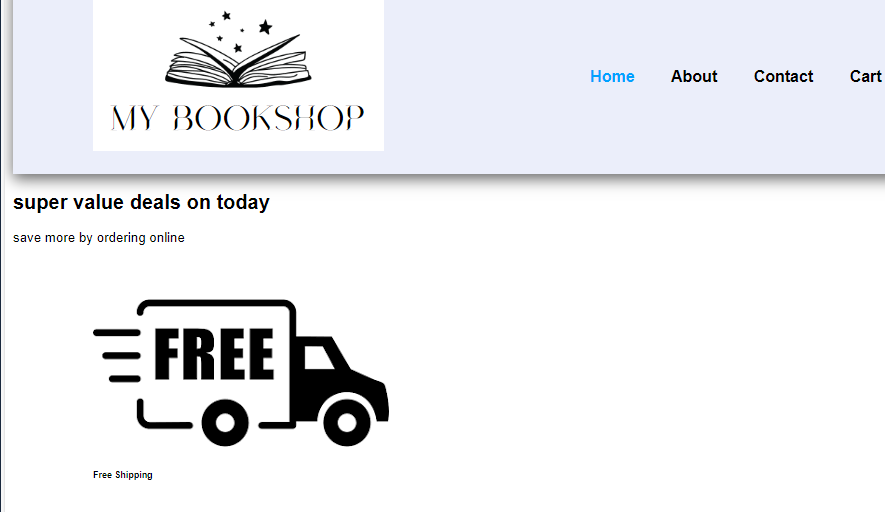 MY BOOKSHOP
Home About Contact Cart
super value deals on today
save more by ordering online
FREE
Free Shipping